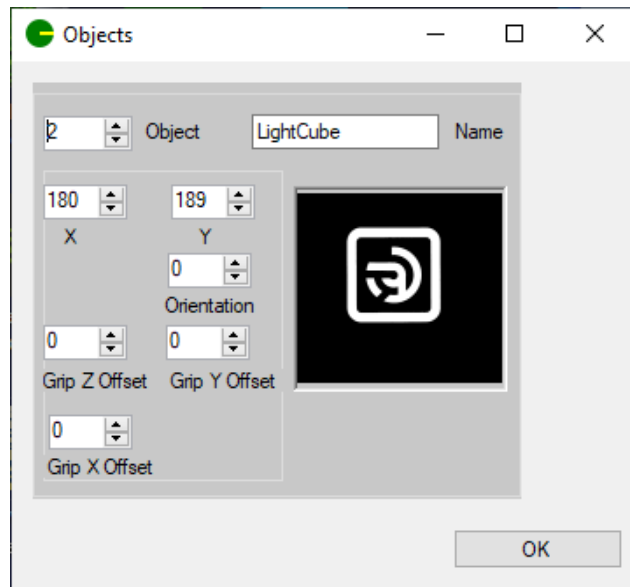 Objects
2 Object LightCube Name
180 189
X Y
0
Orientation
0 0
Grip Z Offset Grip Y Offset
0
Grip X Offset
OK